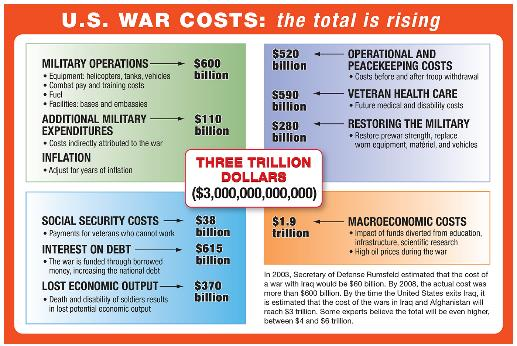 U.S. WAR COSTS: the total is rising
MILITARY OPERATIONS $600 billion
• Equipment: helicopters, tanks, vehicles
• Combat pay and training costs
• Fuel
• Facilities: bases and embassies
ADDITIONAL MILITARY $110 billion
EXPENDITURES
• Costs indirectly attributed to the war
INFLATION
• Adjust for years of inflation
$520 billion OPERATIONAL AND
PEACEKEEPING COSTS
• Costs before and after troop withdrawal
$590 billion VETERAN HEALTH CARE
• Future medical and disability costs
$280 billion RESTORING THE MILITARY
• Restore prewar strength, replace
worn equipment, matériel, and vehicles
THREE TRILLION
DOLLARS
($3,000,000,000,000)
SOCIAL SECURITY COSTS $38 billion
• Payments for veterans who cannot work
INTEREST ON DEBT $615 billion
• The war is funded through borrowed
money, increasing the national debt
LOST ECONOMIC OUTPUT $370 billion
• Death and disability of soldiers results
in lost potential economic output
$1.9 trillion MACROECONOMIC COSTS
• Impact of funds diverted from education,
infrastructure, scientific research
• High oil prices during the war
In 2003, Secretary of Defense Rumsfeld estimated that the cost of
a war with Iraq would be $60 billion. By 2008, the actual cost was
more than $600 billion. By the time the United States exits Iraq, it
is estimated that the cost of the wars in Iraq and Afghanistan will
reach $3 trillion. Some experts believe the total will be even higher,
between $4 and $6 trillion.